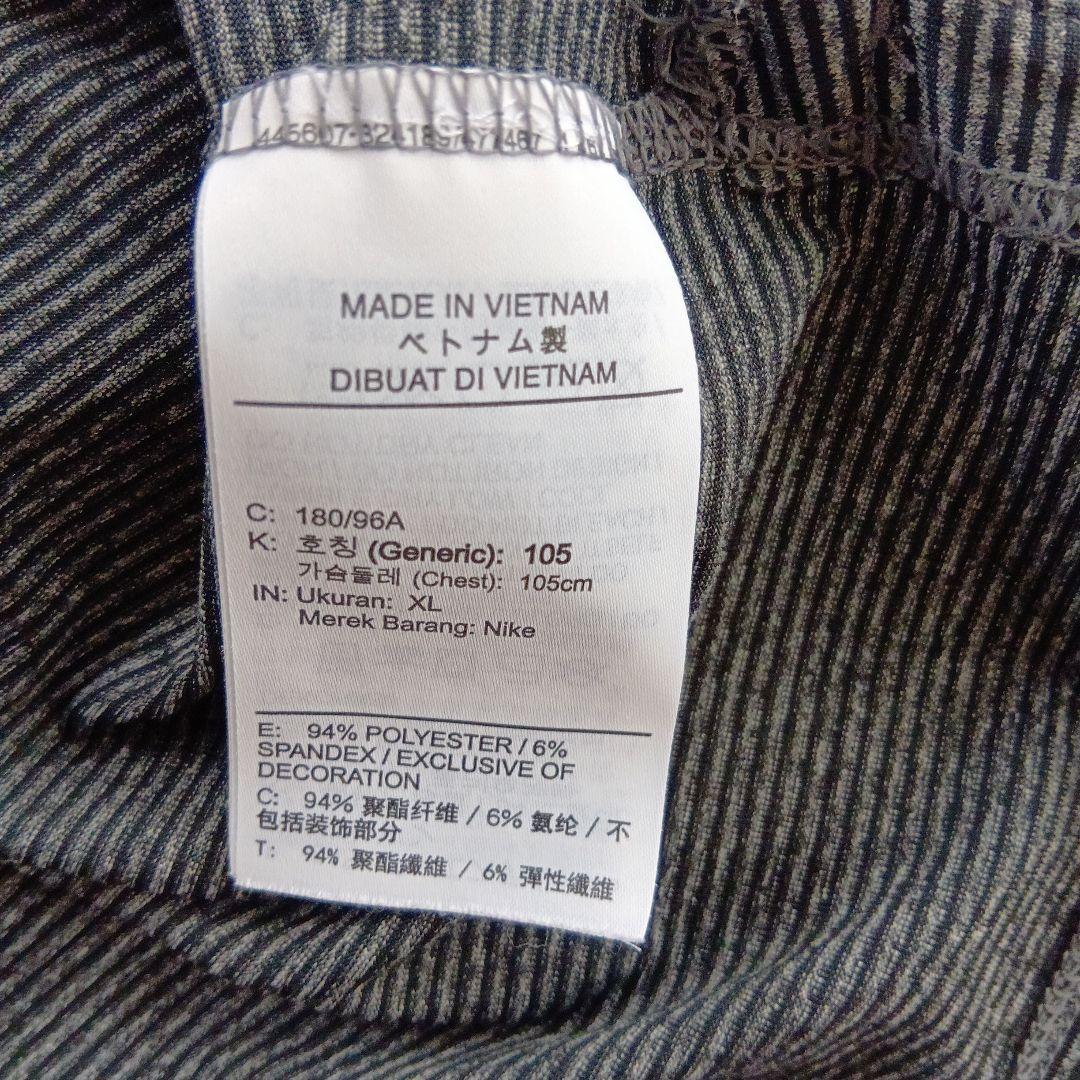 MADE IN VIETNAM
ベトナム製
DIBUAT DI VIETNAM
C: 180/96A
K: 호칭 (Generic): 105
가슴둘레 (Chest): 105cm
IN: Ukuran: XL
Merek Barang: Nike
E: 94% POLYESTER / 6%
SPANDEX / EXCLUSIVE OF
DECORATION
C: 94% 聚酯纤维 / 6% 氨纶 / 不
包括装饰部分
T: 94% 聚酯纖維 / 6% 彈性纖維